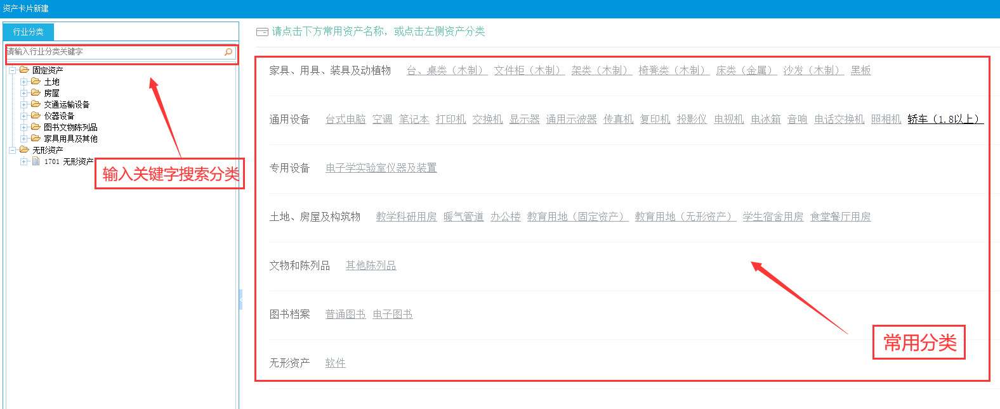 资产卡片新建
行业分类
请输入行业分类关键字
固定资产
土地
房屋
交通运输设备
仪器设备
图书文物陈列品
家具用具及其他
无形资产
1701 无形资产
输入关键字搜索分类
请点击下方常用资产名称，或点击左侧资产分类
家具、用具、装具及动植物 台、桌类（木制） 文件柜（木制） 架类（木制） 椅凳类（木制） 床类（金属） 沙发（木制） 黑板
通用设备 台式电脑 空调 笔记本 打印机 交换机 显示器 通用示波器 传真机 复印机 投影仪 电视机 电冰箱 音响 电话交换机 照相机 轿车（1.8以上）
专用设备 电子学实验室仪器及装置
土地、房屋及构筑物 教学科研用房 暖气管道 办公楼 教育用地（固定资产） 教育用地（无形资产） 学生宿舍用房 食堂餐厅用房
文物和陈列品 其他陈列品
图书档案 普通图书 电子图书
无形资产 软件
常用分类